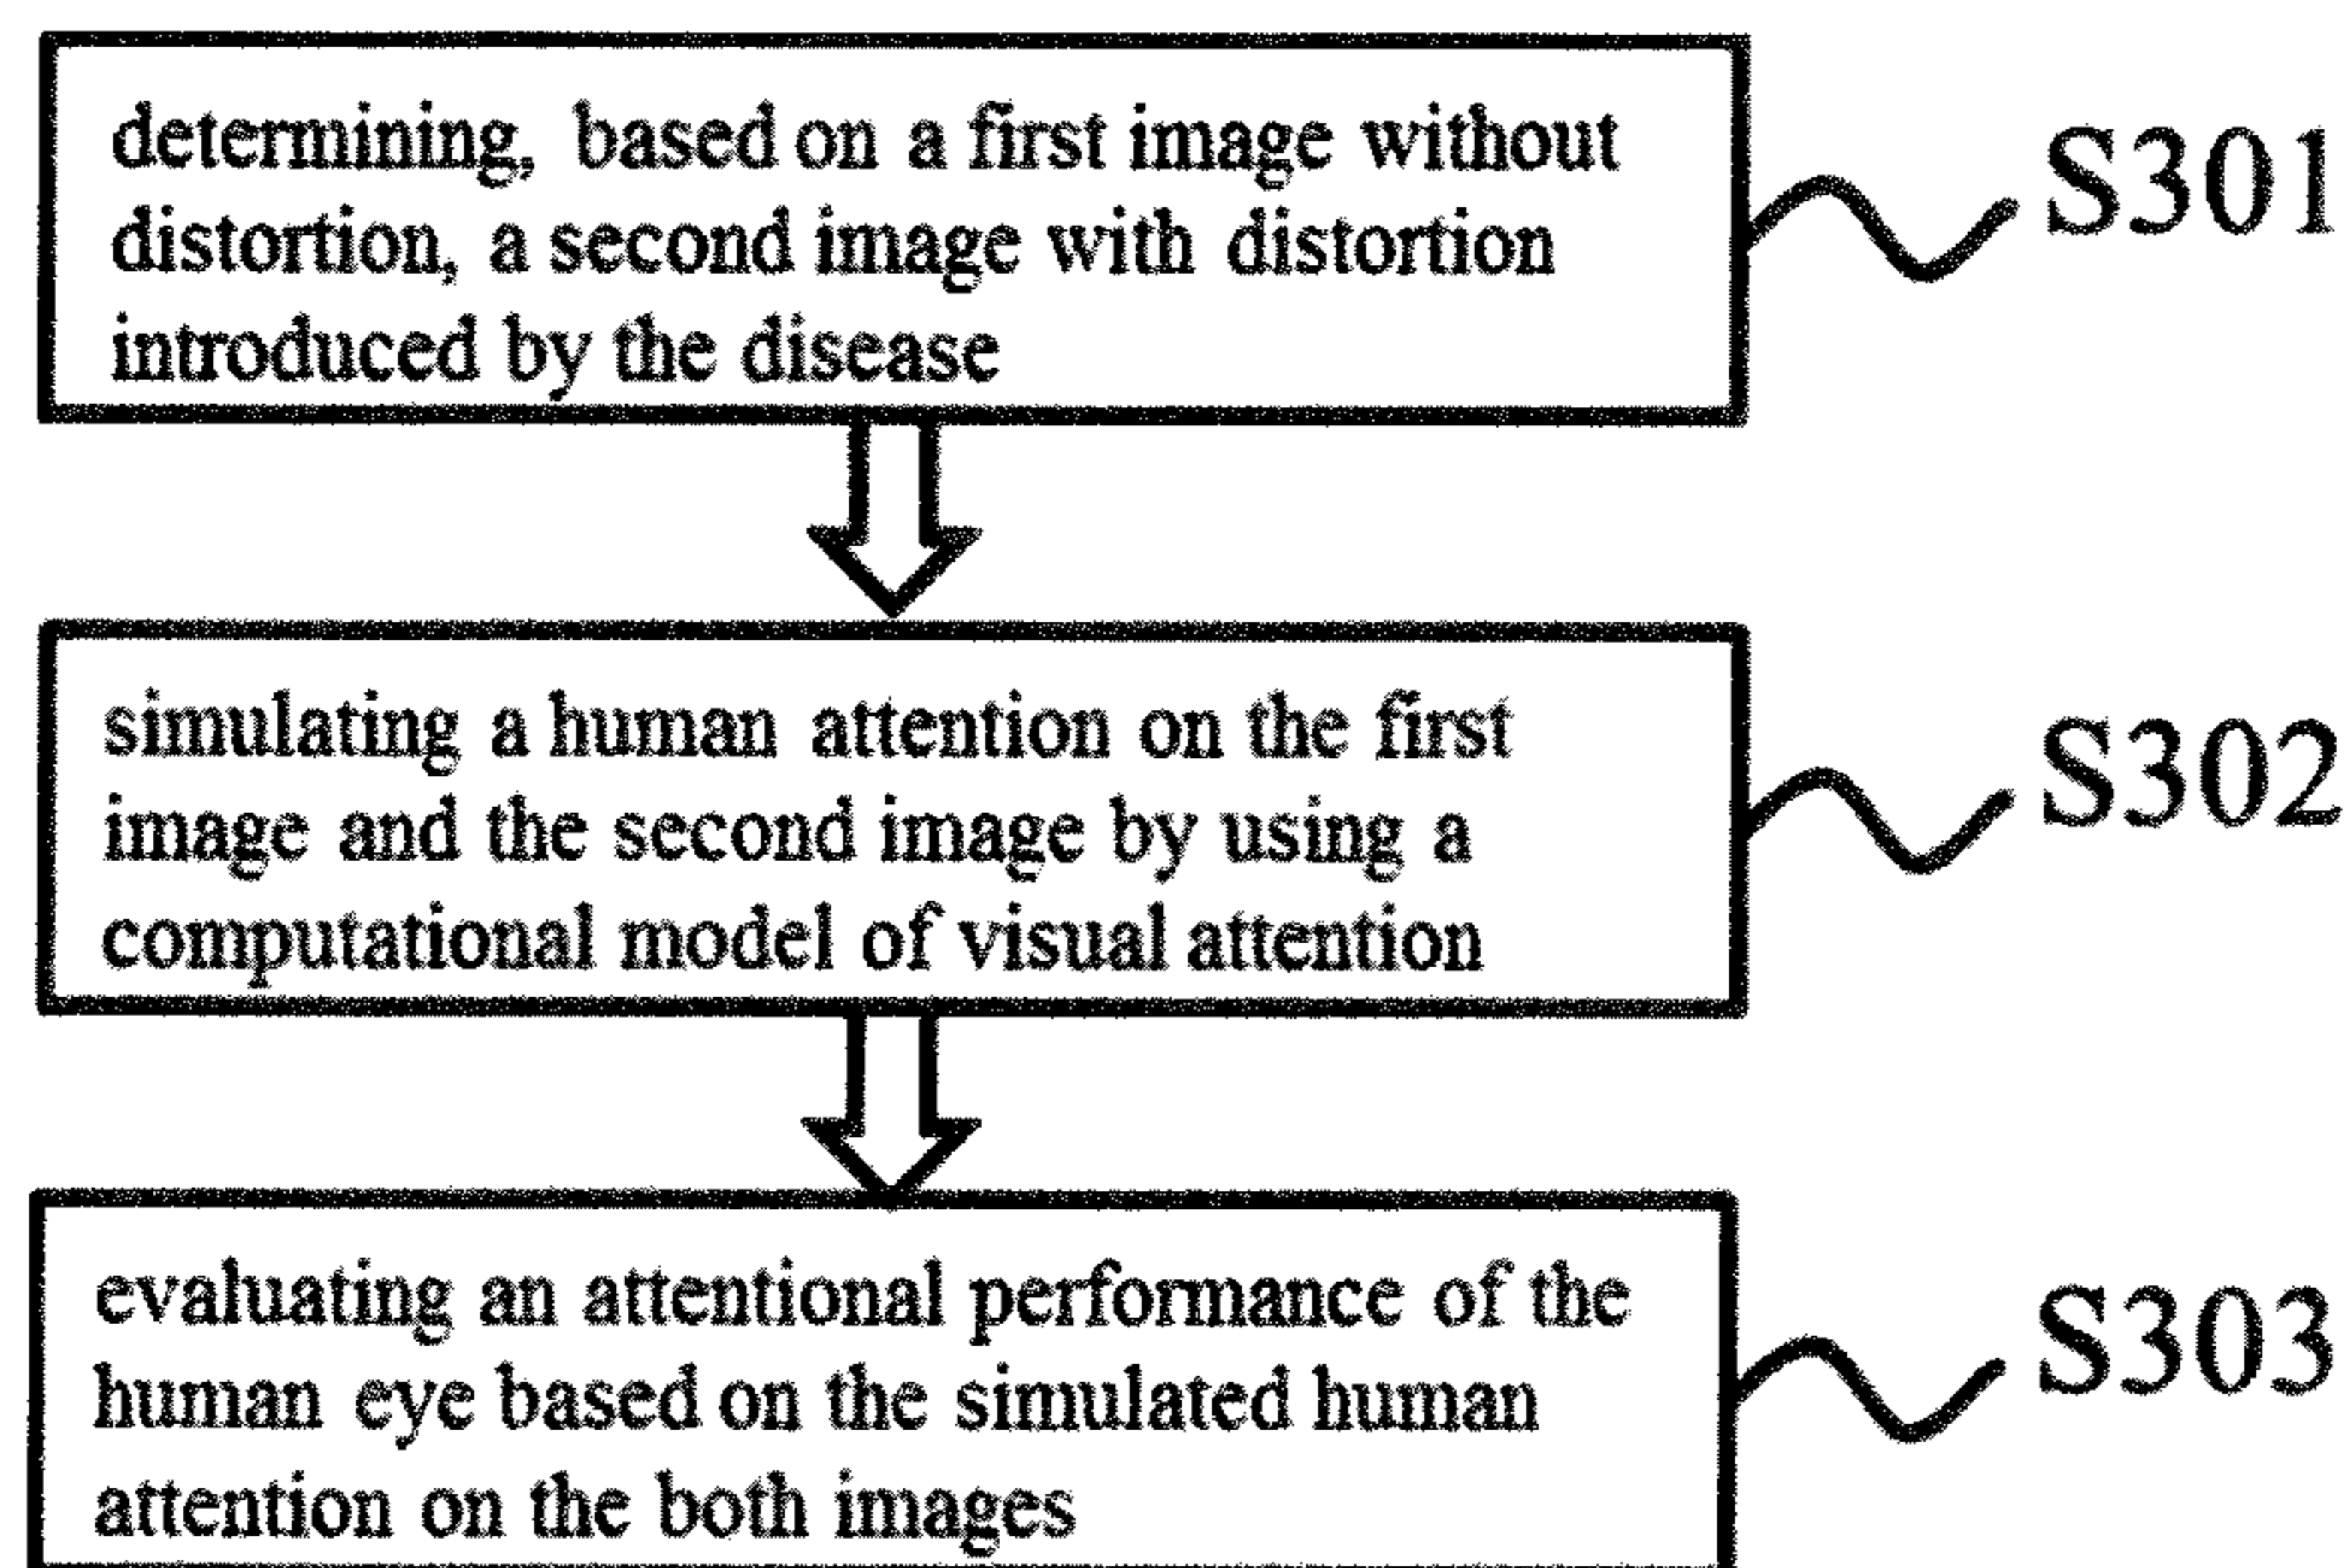 determining, based on a first image without
distortion, a second image with distortion
introduced by the disease
S301
simulating a human attention on the first
image and the second image by using a
computational model of visual attention
S302
evaluating an attentional performance of the
human eye based on the simulated human
attention on the both images
S303